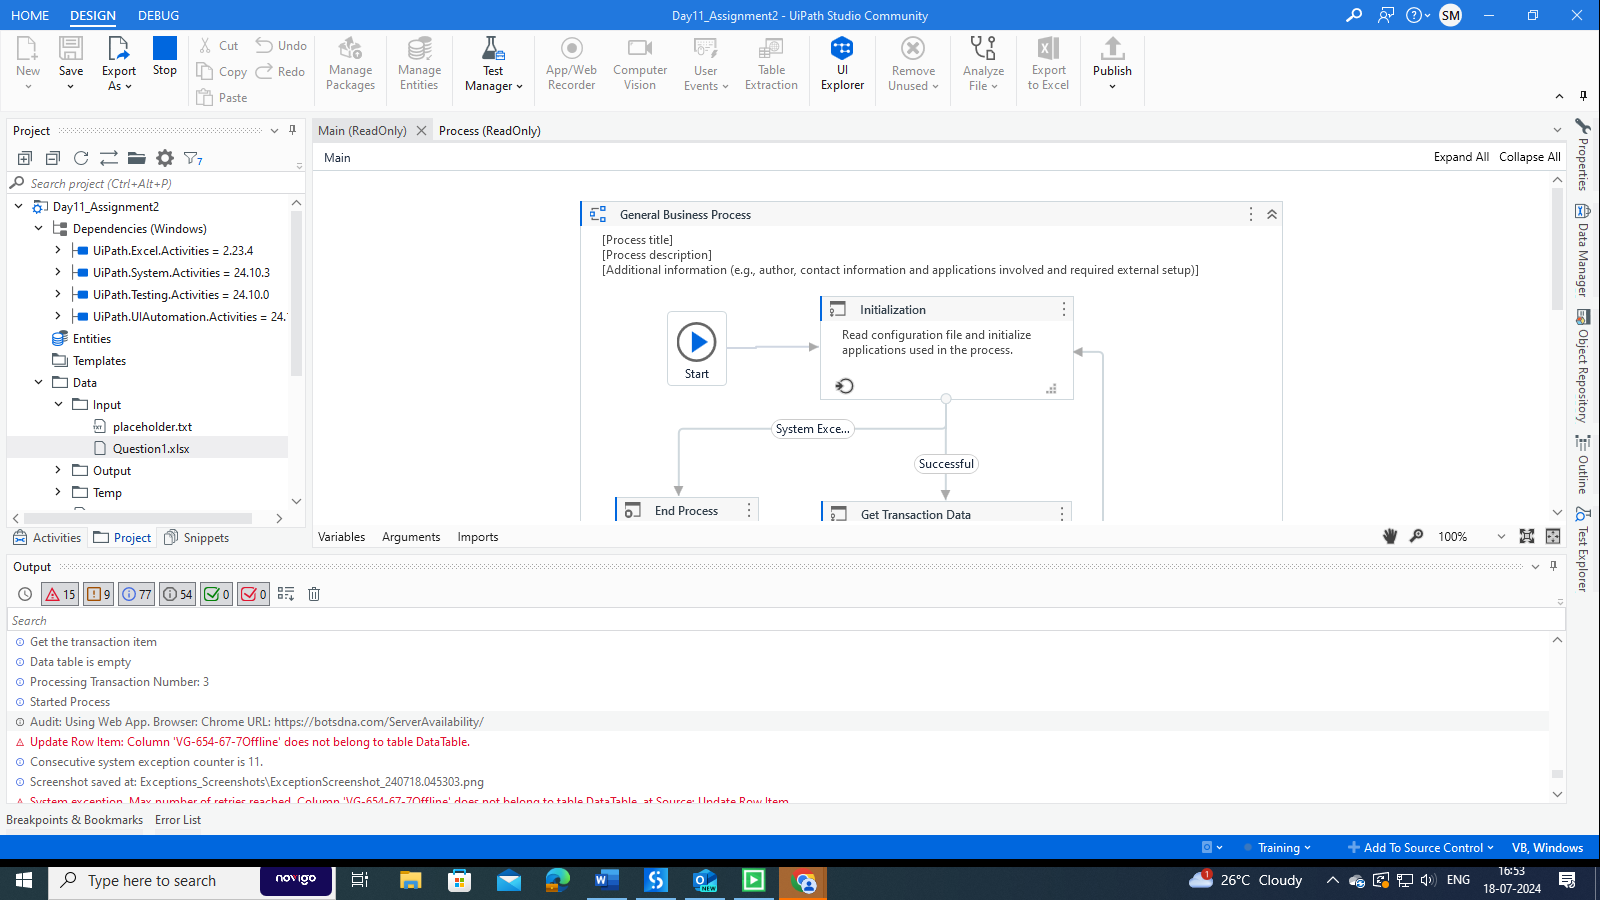 HOME DESIGN DEBUG
Day11_Assignment2 - UiPath Studio Community
SM
New
Save
Export As
Stop
Cut
Copy
Paste
Undo
Redo
Manage Packages
Manage Entities
Test Manager
App/Web Recorder
Computer Vision
User Events
Table Extraction
UI Explorer
Remove Unused
Analyze File
Export to Excel
Publish
Project
7
Search project (Ctrl+Alt+P)
Day11_Assignment2
Dependencies (Windows)
UiPath.Excel.Activities = 2.23.4
UiPath.System.Activities = 24.10.3
UiPath.Testing.Activities = 24.10.0
UiPath.UIAutomation.Activities = 24.
Entities
Templates
Data
Input
placeholder.txt
Question1.xlsx
Output
Temp
Activities Project Snippets
Main (ReadOnly) Process (ReadOnly)
Main
Expand All Collapse All
General Business Process
[Process title]
[Process description]
[Additional information (e.g., author, contact information and applications involved and required external setup)]
Start
Initialization
Read configuration file and initialize
applications used in the process.
System Exce...
Successful
End Process
Get Transaction Data
Variables Arguments Imports
100%
Properties
Data Manager
Object Repository
Outline
Test Explorer
Output
15 9 77 54 0 0
Search
Get the transaction item
Data table is empty
Processing Transaction Number: 3
Started Process
Audit: Using Web App. Browser: Chrome URL: https://botsdna.com/ServerAvailability/
Update Row Item: Column 'VG-654-67-7Offline' does not belong to table DataTable.
Consecutive system exception counter is 11.
Screenshot saved at: Exceptions_Screenshots\ExceptionScreenshot_240718.045303.png
System exception. Max number of retries reached. Column 'VG-654-67-7Offline' does not belong to table DataTable. at Source: Update Row Item
Breakpoints & Bookmarks Error List
Training
Add To Source Control
VB, Windows
Type here to search
novigo
W
NEW
1
26°C Cloudy
ENG
16:53
18-07-2024